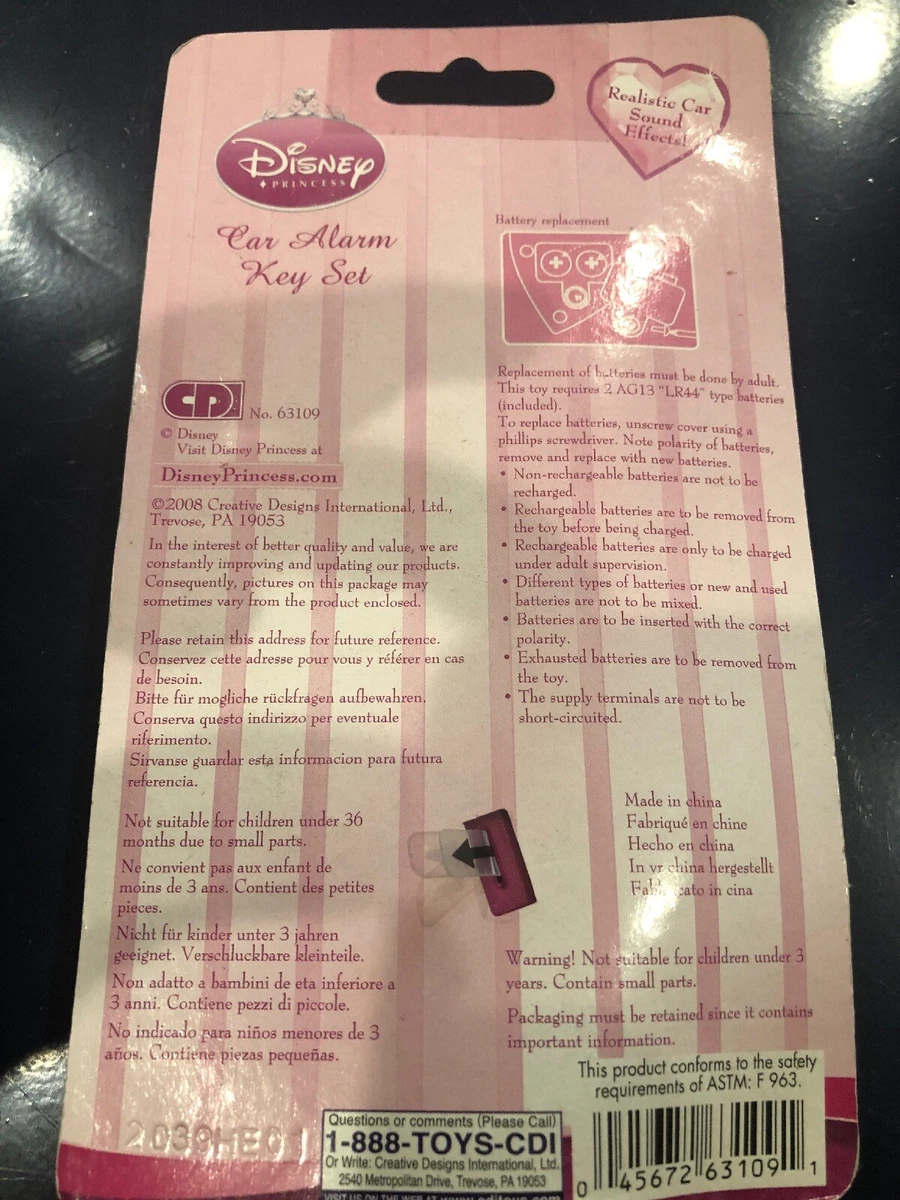 Disney
PRINCESS
Car Alarm
Key Set
Realistic Car
Sound
Effects!
Battery replacement
CDI No. 63109
© Disney
Visit Disney Princess at
DisneyPrincess.com
©2008 Creative Designs International, Ltd.,
Trevose, PA 19053
In the interest of better quality and value, we are
constantly improving and updating our products.
Consequently, pictures on this package may
sometimes vary from the product enclosed.
Please retain this address for future reference.
Conservez cette adresse pour vous y référer en cas
de besoin.
Bitte für mogliche rückfragen aufbewahren.
Conserva questo indirizzo per eventuale
riferimento.
Sirvanse guardar esta informacion para futura
referencia.
Not suitable for children under 36
months due to small parts.
Ne convient pas aux enfant de
moins de 3 ans. Contient des petites
pieces.
Nicht für kinder unter 3 jahren
geeignet. Verschluckbare kleinteile.
Non adatto a bambini de eta inferiore a
3 anni. Contiene pezzi di piccole.
No indicado para niños menores de 3
años. Contiene piezas pequeñas.
Replacement of batteries must be done by adult.
This toy requires 2 AG13 "LR44" type batteries
(included).
To replace batteries, unscrew cover using a
phillips screwdriver. Note polarity of batteries,
remove and replace with new batteries.
• Non-rechargeable batteries are not to be
recharged.
• Rechargeable batteries are to be removed from
the toy before being charged.
• Rechargeable batteries are only to be charged
under adult supervision.
• Different types of batteries or new and used
batteries are not to be mixed.
• Batteries are to be inserted with the correct
polarity.
• Exhausted batteries are to be removed from
the toy.
• The supply terminals are not to be
short-circuited.
Made in china
Fabriqué en chine
Hecho en china
In vr china hergestellt
in cina
Warning! Not suitable for children under 3
years. Contain small parts.
Packaging must be retained since it contains
important information.
This product conforms to the safety
requirements of ASTM: F 963.
2039HE01
Questions or comments (Please Call)
1-888-TOYS-CDI
Or Write: Creative Designs International, Ltd.
2540 Metropolitan Drive, Trevose, PA 19053
VISIT US ON THE WEB AT www.cditoys.com
0 45672 63109 1